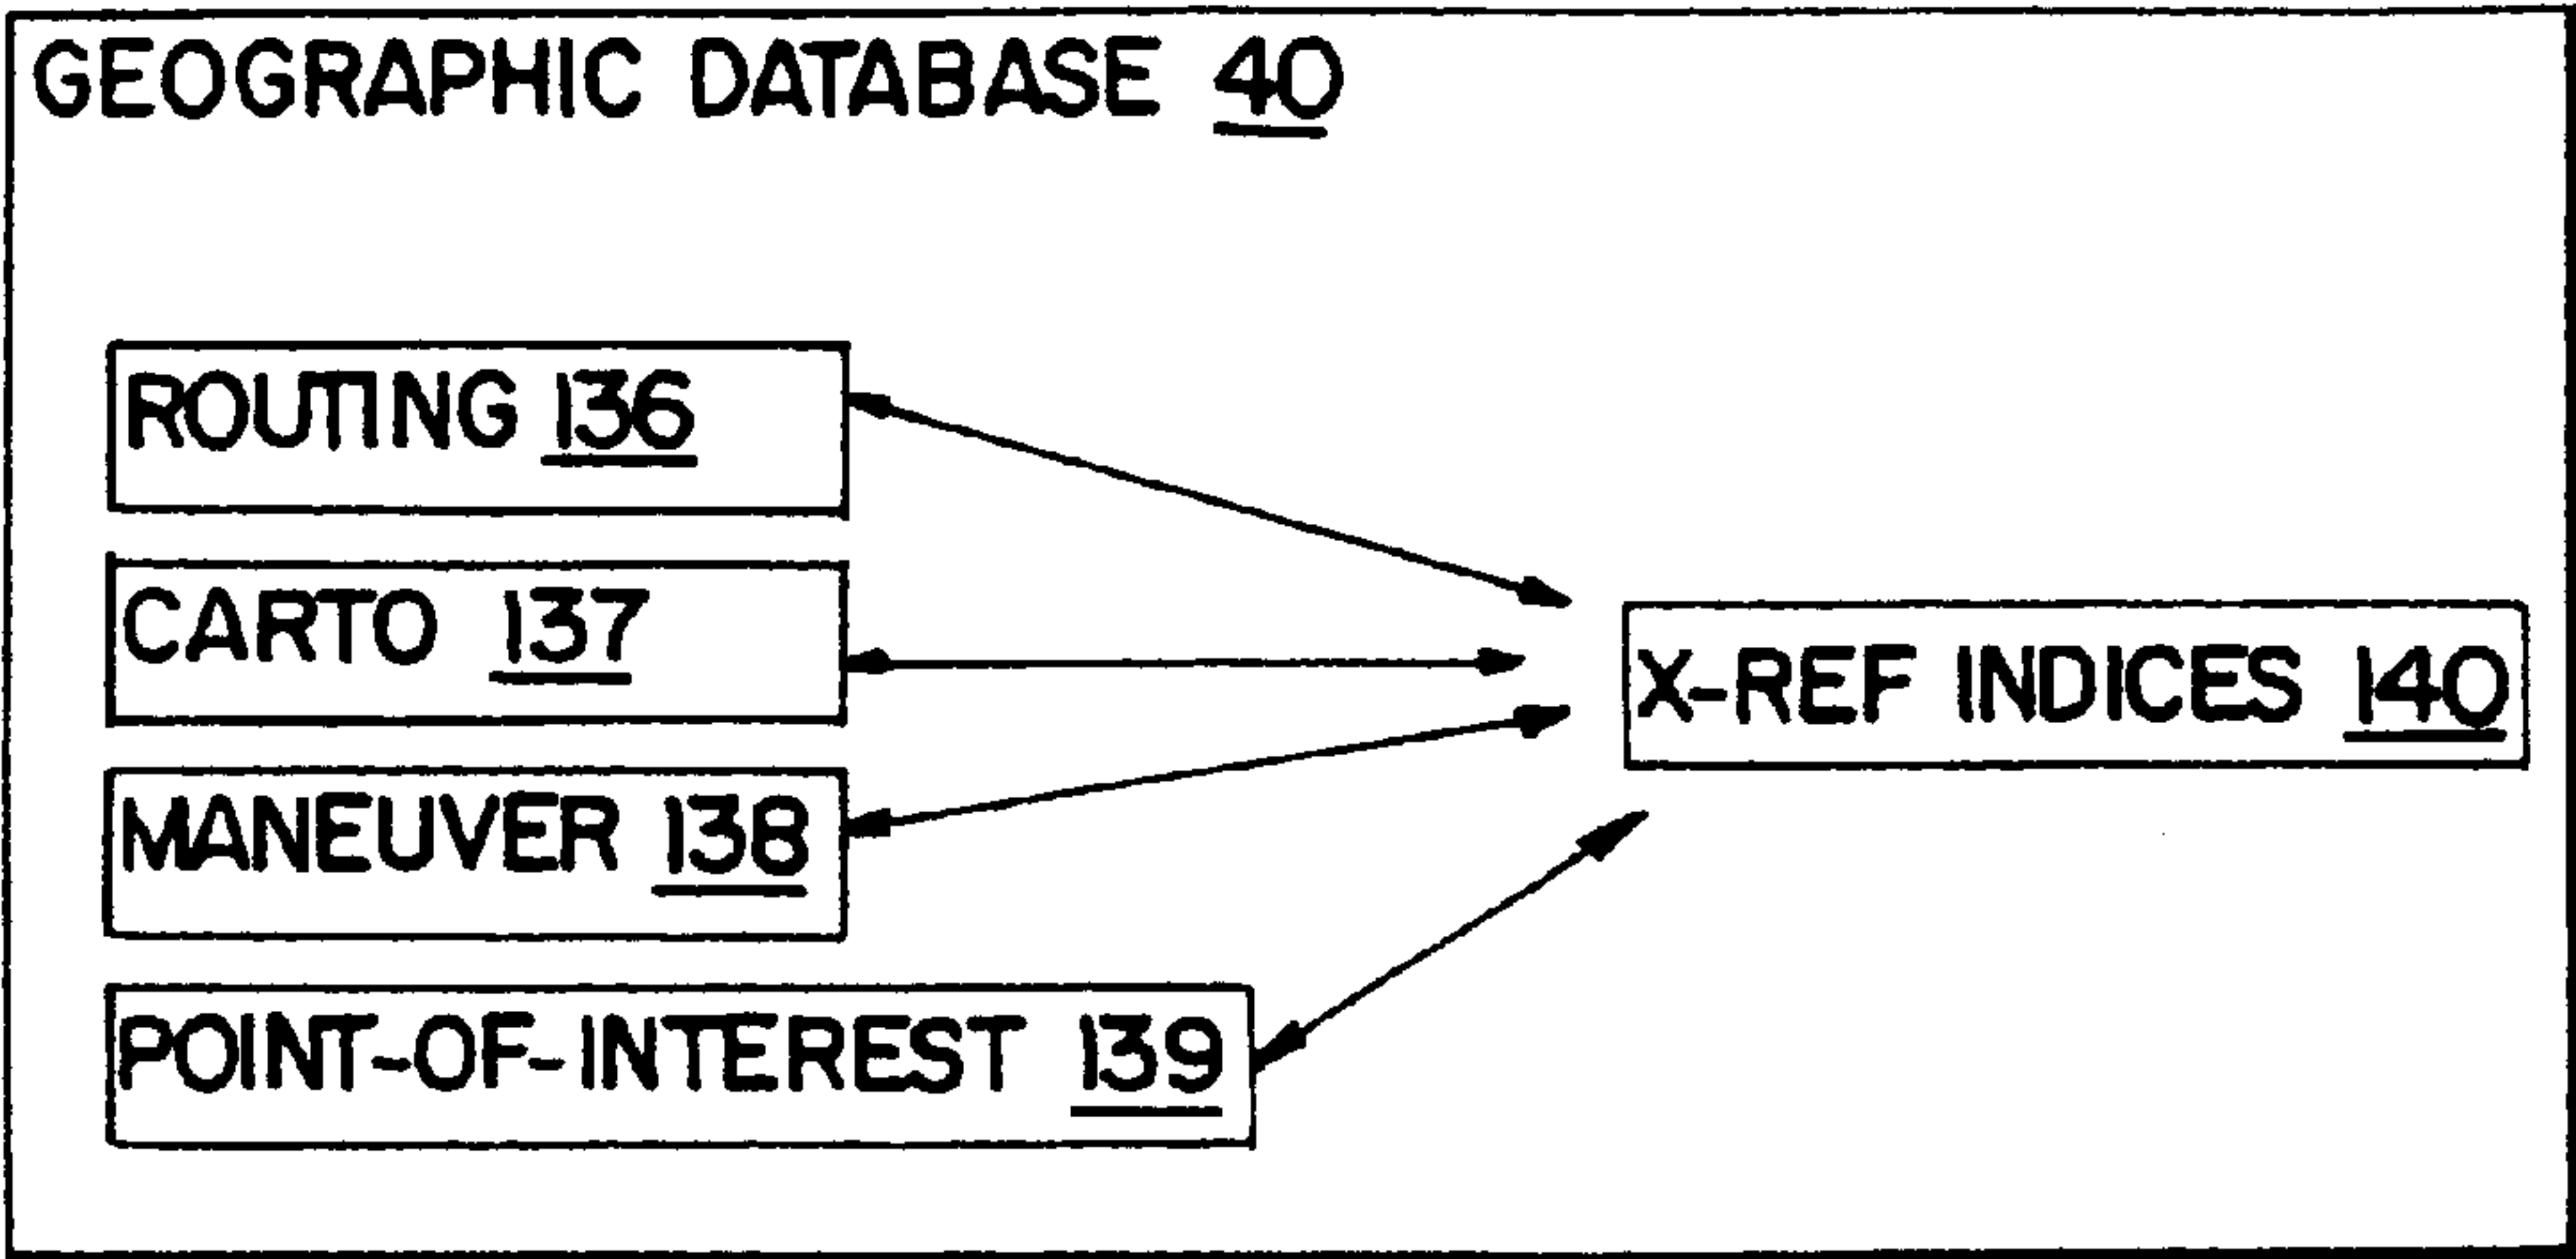 GEOGRAPHIC DATABASE 40
ROUTING 136
CARTO 137
MANEUVER 138
POINT-OF-INTEREST 139
X-REF INDICES 140